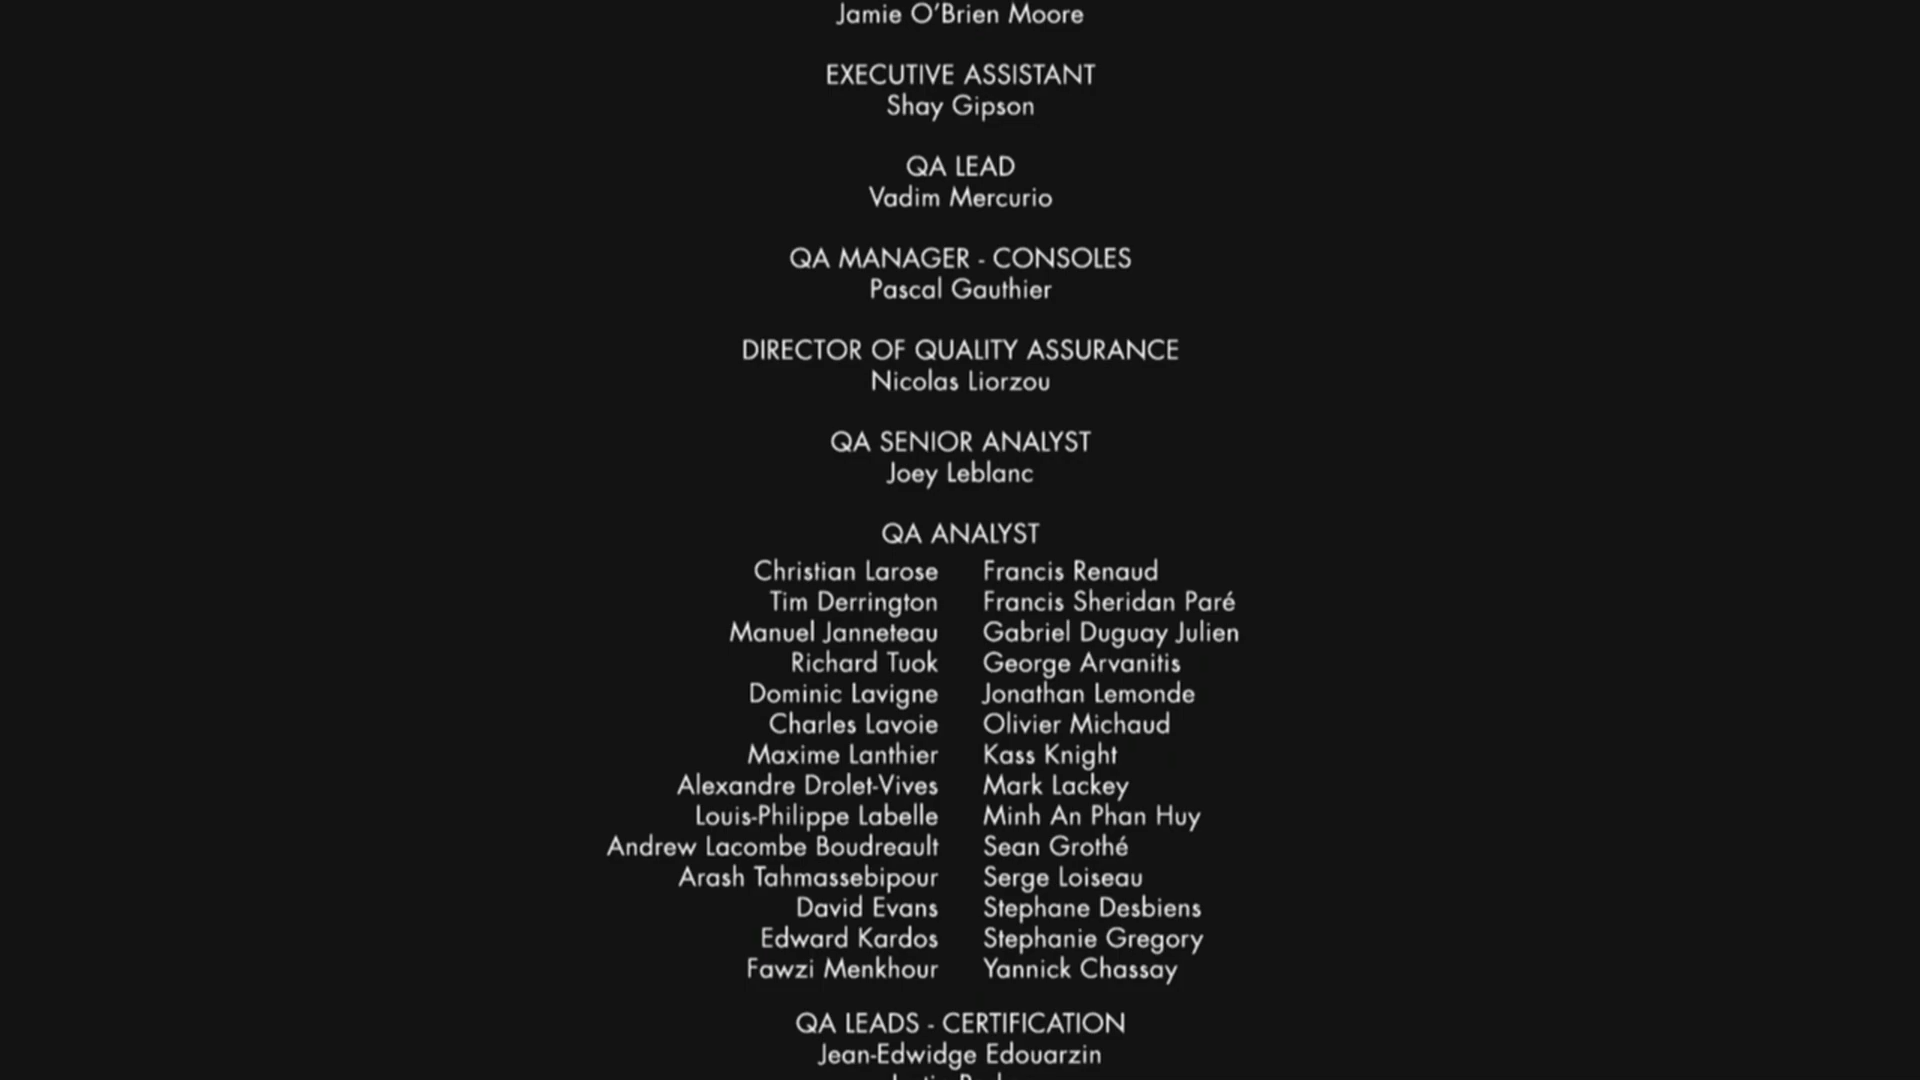 Jamie O'Brien Moore
EXECUTIVE ASSISTANT
Shay Gipson
QA LEAD
Vadim Mercurio
QA MANAGER - CONSOLES
Pascal Gauthier
DIRECTOR OF QUALITY ASSURANCE
Nicolas Liorzou
QA SENIOR ANALYST
Joey Leblanc
QA ANALYST
Christian Larose Francis Renaud
Tim Derrington Francis Sheridan Paré
Manuel Janneteau Gabriel Duguay Julien
Richard Tuok George Arvanitis
Dominic Lavigne Jonathan Lemonde
Charles Lavoie Olivier Michaud
Maxime Lanthier Kass Knight
Alexandre Drolet-Vives Mark Lackey
Louis-Philippe Labelle Minh An Phan Huy
Andrew Lacombe Boudreault Sean Grothé
Arash Tahmassebipour Serge Loiseau
David Evans Stephane Desbiens
Edward Kardos Stephanie Gregory
Fawzi Menkhour Yannick Chassay
QA LEADS - CERTIFICATION
Jean-Edwidge Edouarzin